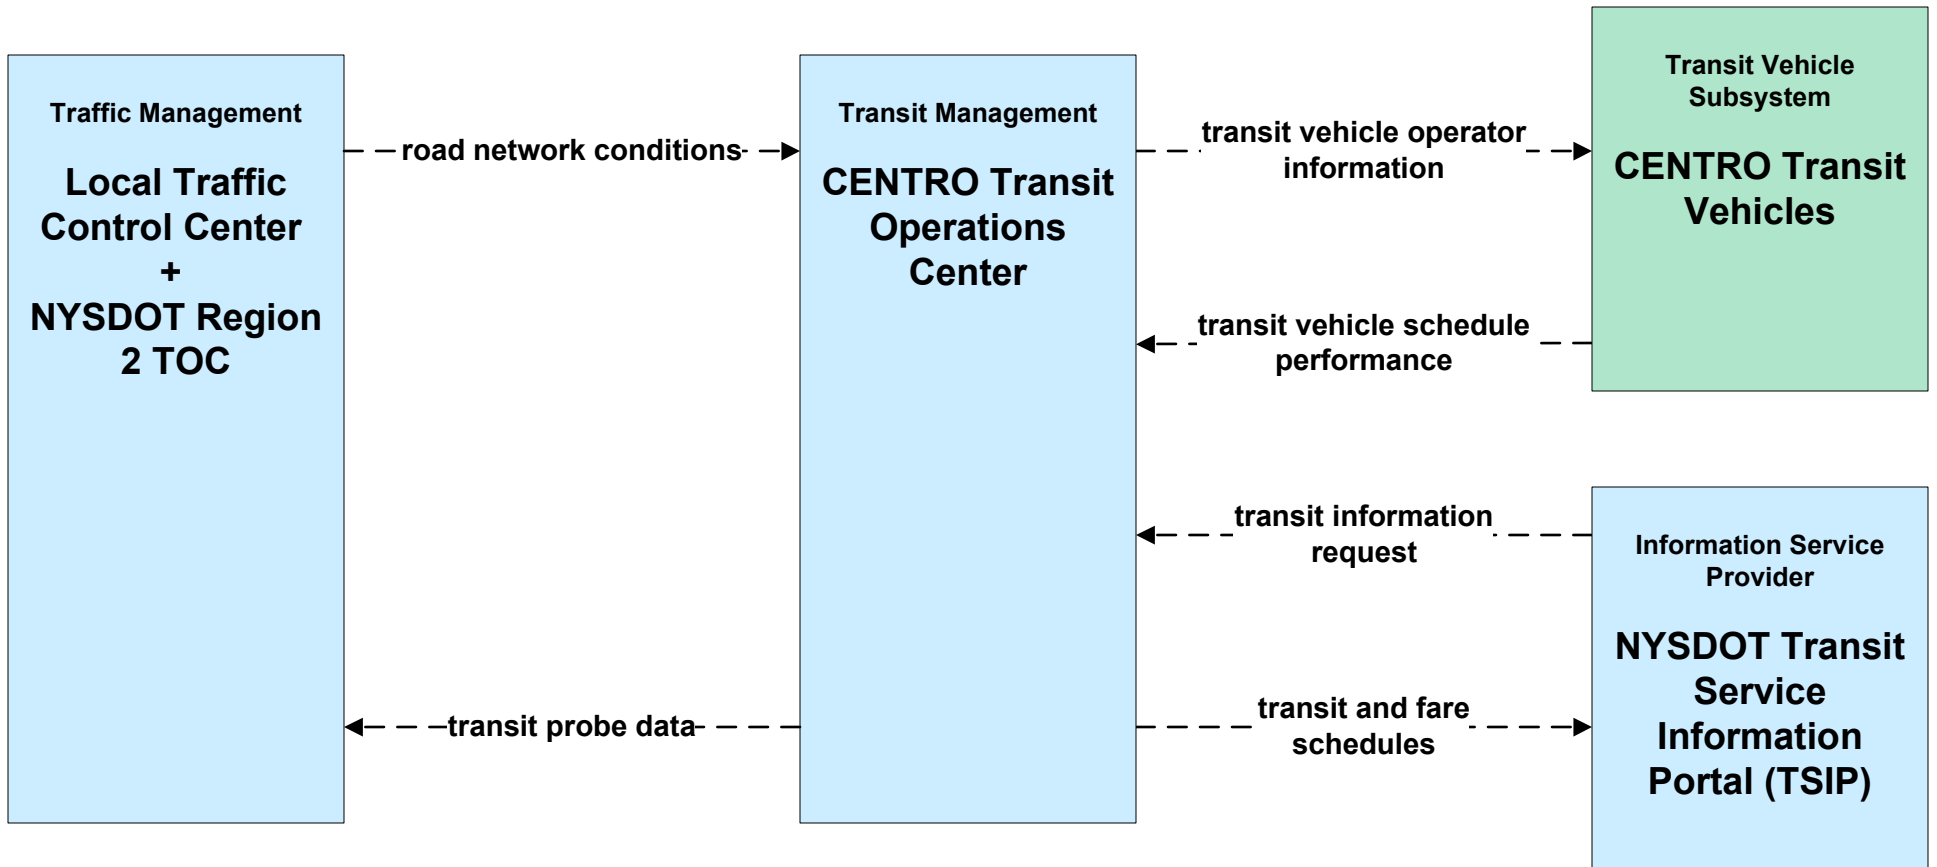 Traffic Management
Local Traffic
Control Center
+
NYSDOT Region
2 TOC
road network conditions
transit probe data
Transit Management
CENTRO Transit
Operations
Center
transit vehicle operator
information
transit vehicle schedule
performance
transit information
request
transit and fare
schedules
Transit Vehicle
Subsystem
CENTRO Transit
Vehicles
Information Service
Provider
NYSDOT Transit
Service
Information
Portal (TSIP)